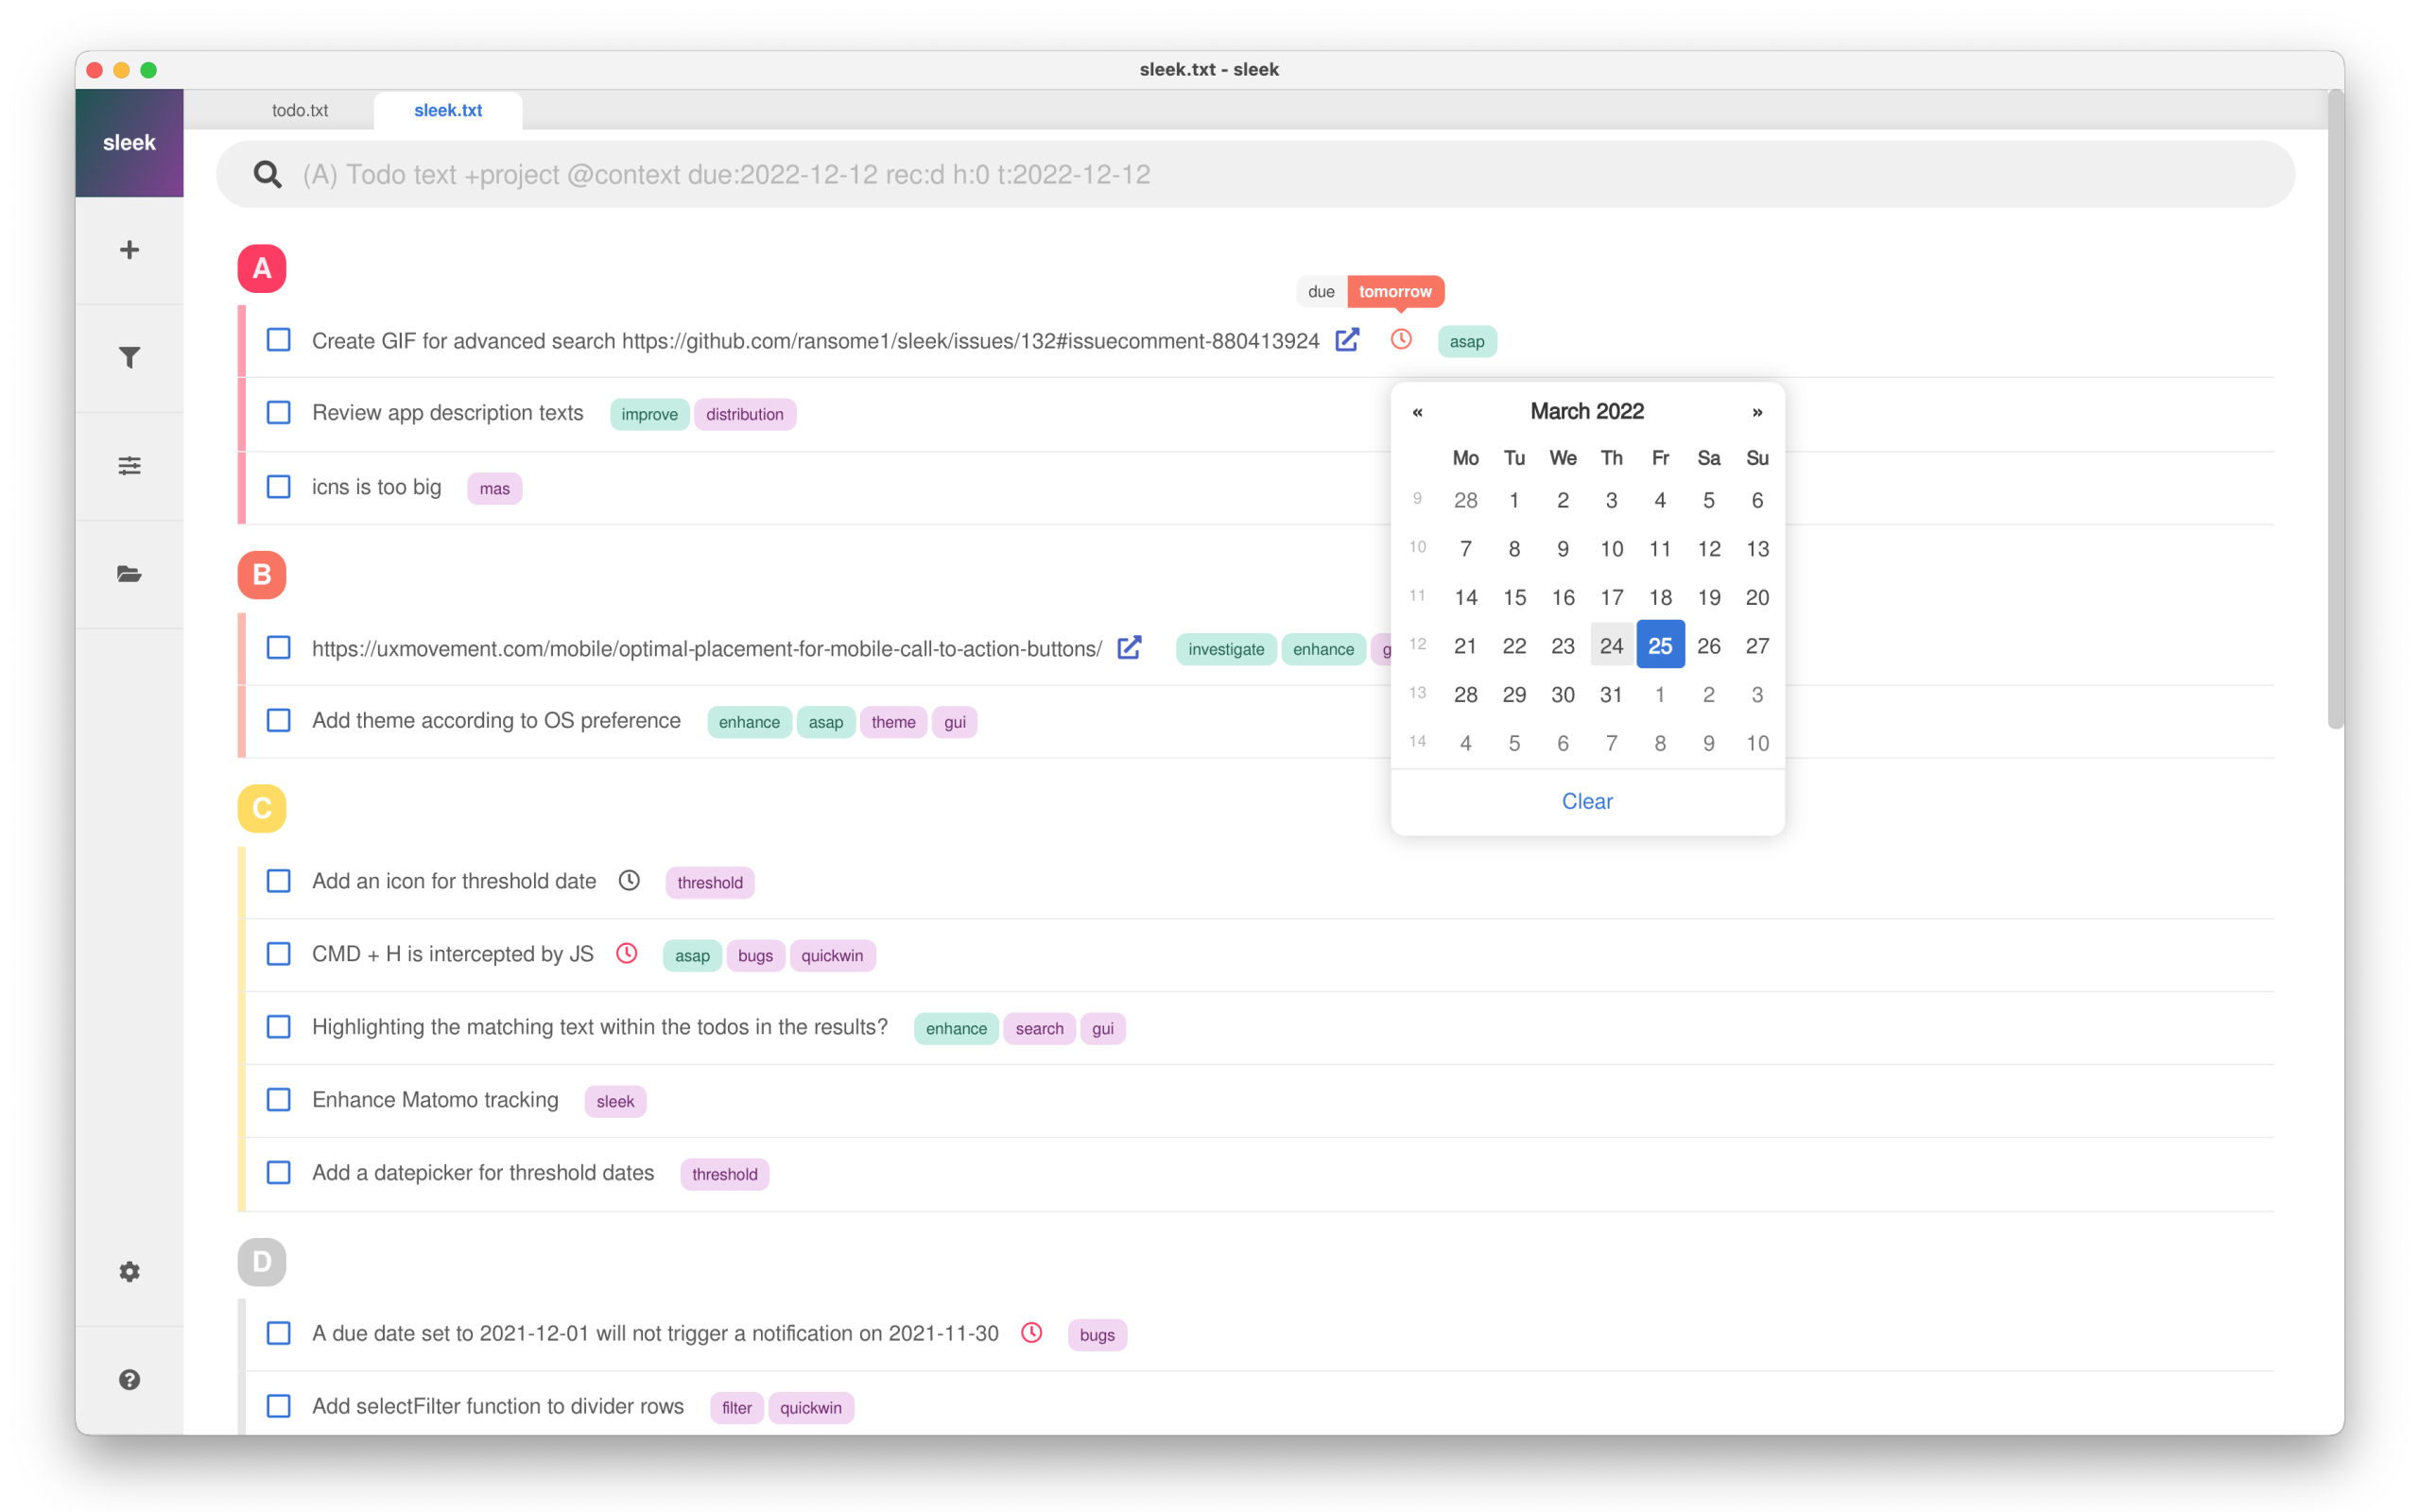 sleek.txt - sleek
sleek
todo.txt
sleek.txt
(A) Todo text +project @context due:2022-12-12 rec:d h:0 t:2022-12-12
A
due tomorrow
Create GIF for advanced search https://github.com/ransome1/sleek/issues/132#issuecomment-880413924 asap
Review app description texts improve distribution
icns is too big mas
« March 2022 »
Mo Tu We Th Fr Sa Su
9 28 1 2 3 4 5 6
10 7 8 9 10 11 12 13
11 14 15 16 17 18 19 20
12 21 22 23 24 25 26 27
13 28 29 30 31 1 2 3
14 4 5 6 7 8 9 10
Clear
B
https://uxmovement.com/mobile/optimal-placement-for-mobile-call-to-action-buttons/ investigate enhance
Add theme according to OS preference enhance asap theme gui
C
Add an icon for threshold date threshold
CMD + H is intercepted by JS asap bugs quickwin
Highlighting the matching text within the todos in the results? enhance search gui
Enhance Matomo tracking sleek
Add a datepicker for threshold dates threshold
D
A due date set to 2021-12-01 will not trigger a notification on 2021-11-30 bugs
Add selectFilter function to divider rows filter quickwin